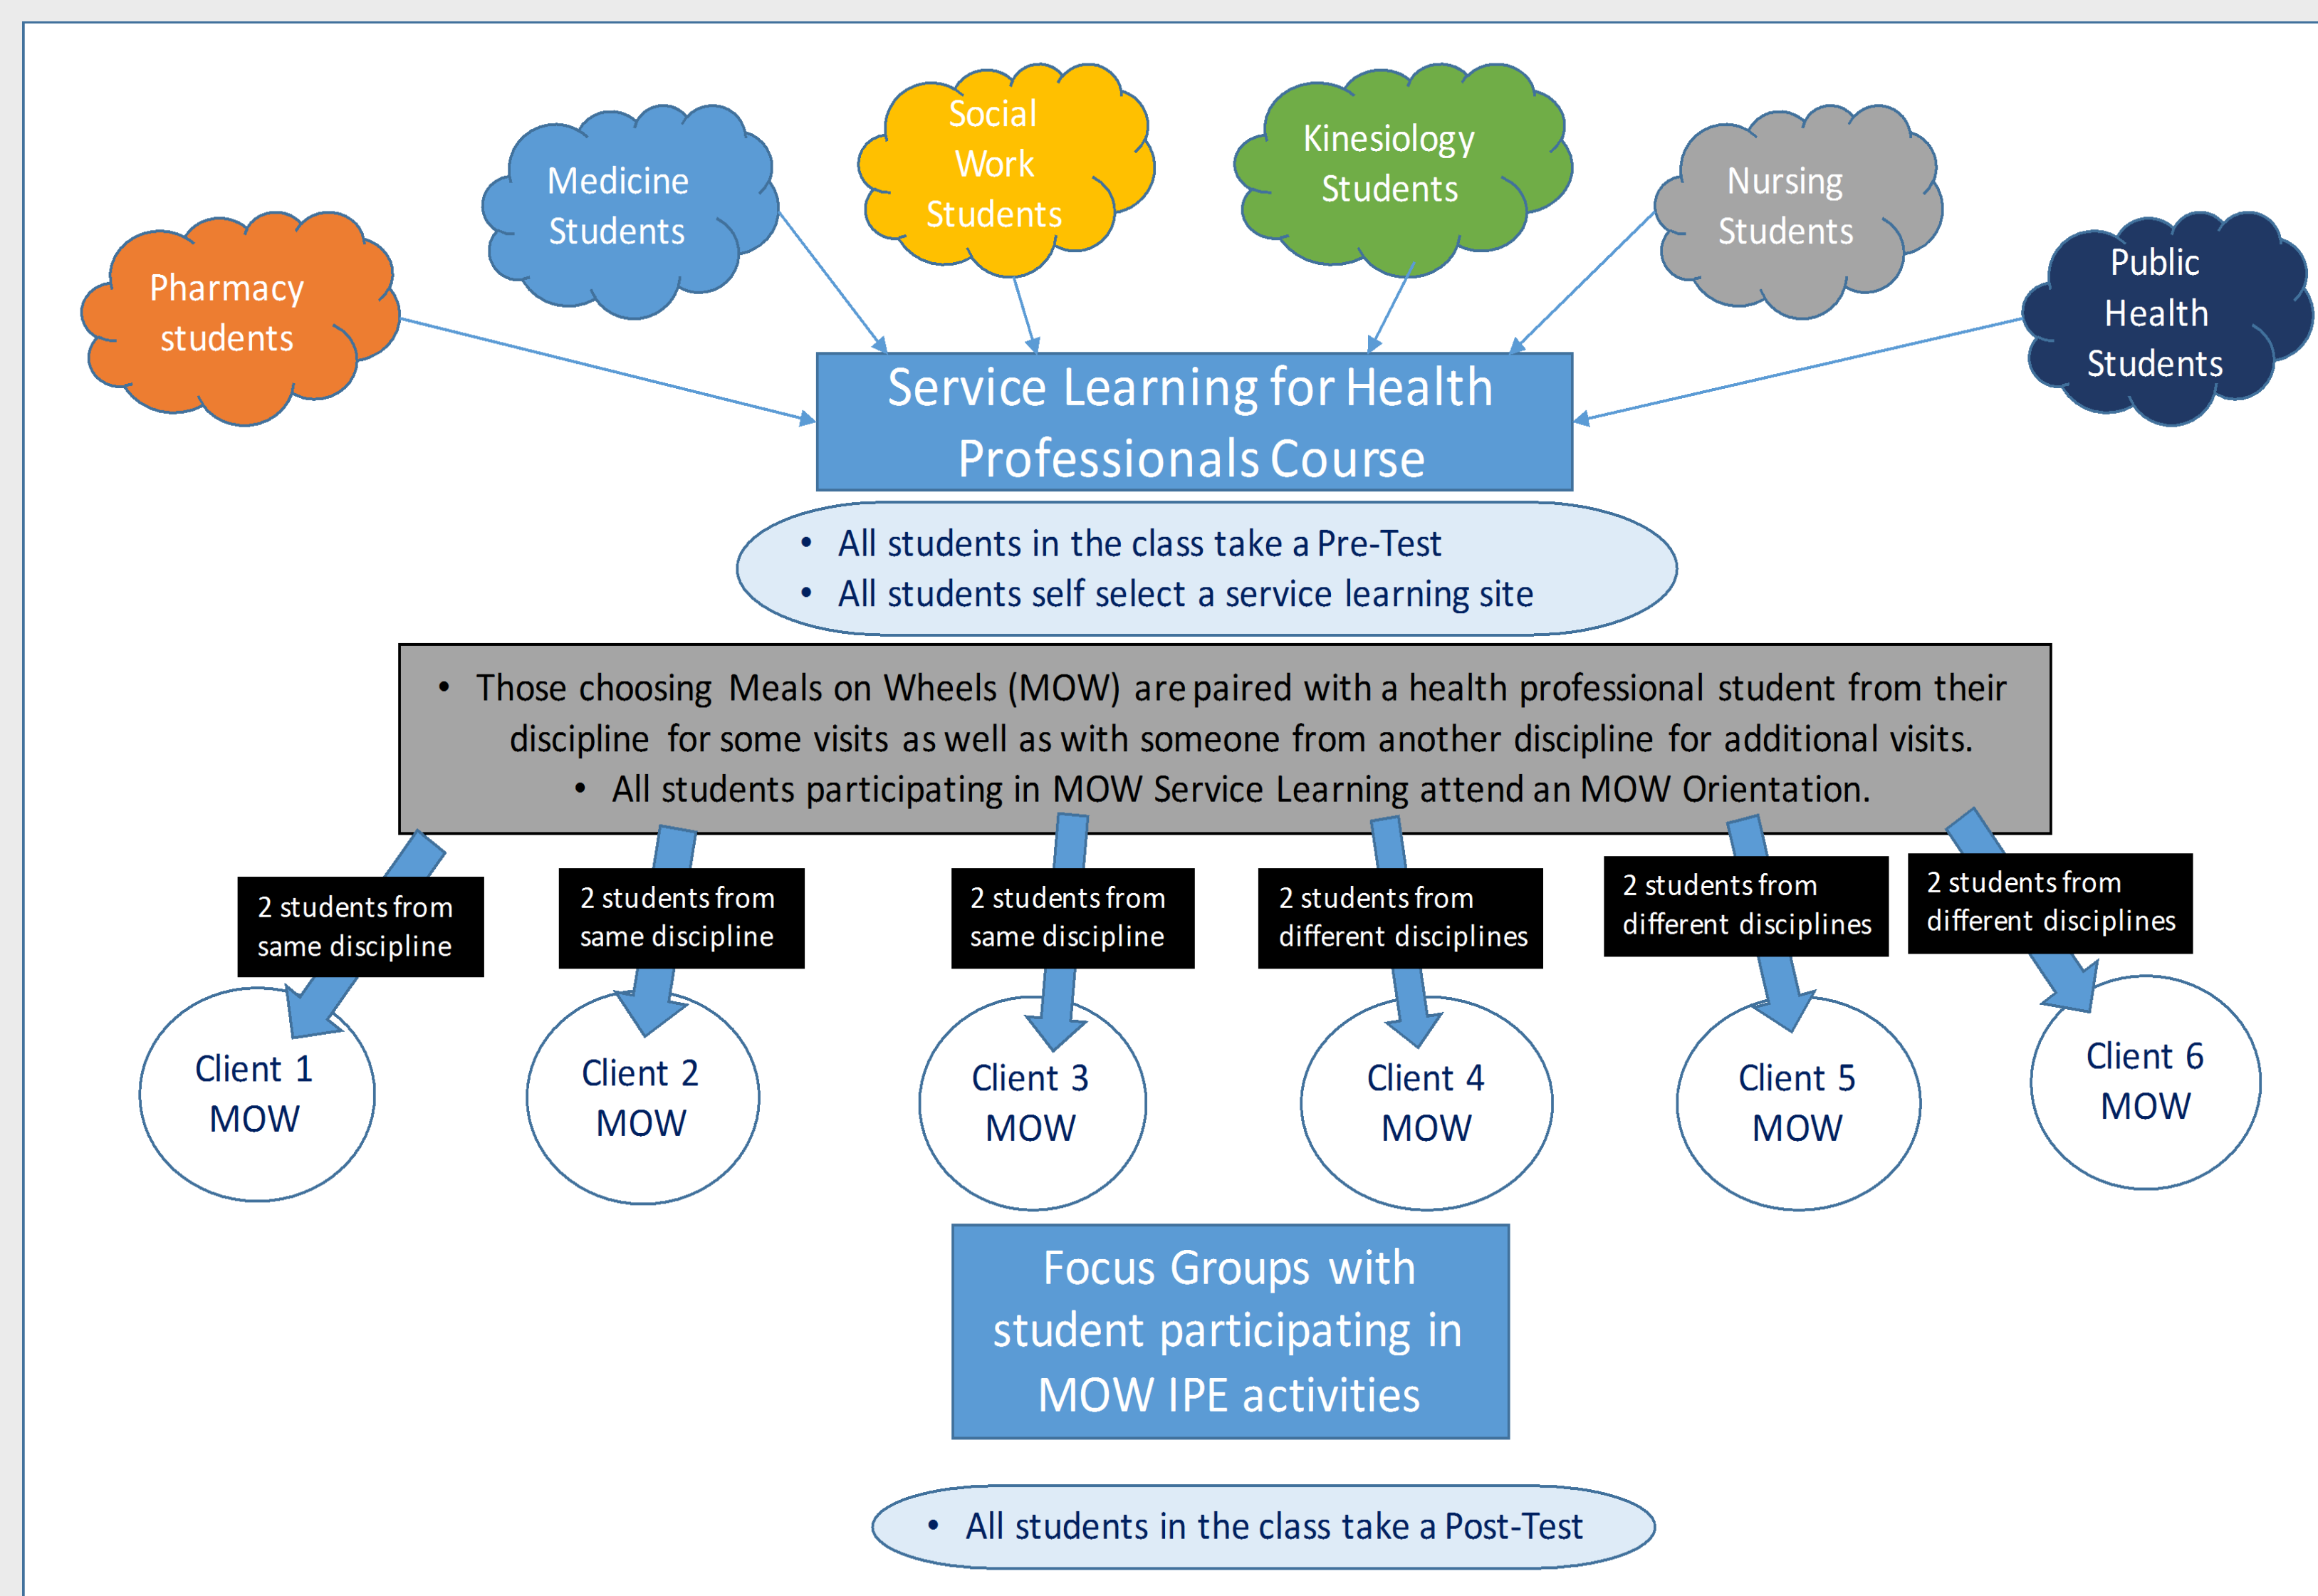 Pharmacy
students
Medicine
Students
Social
Work
Students
Kinesiology
Students
Nursing
Students
Public
Health
Students
Service Learning for Health
Professionals Course
• All students in the class take a Pre-Test
• All students self select a service learning site
• Those choosing Meals on Wheels (MOW) are paired with a health professional student from their
discipline for some visits as well as with someone from another discipline for additional visits.
• All students participating in MOW Service Learning attend an MOW Orientation.
2 students from
same discipline
2 students from
same discipline
2 students from
same discipline
2 students from
different disciplines
2 students from
different disciplines
2 students from
different disciplines
Client 1
MOW
Client 2
MOW
Client 3
MOW
Client 4
MOW
Client 5
MOW
Client 6
MOW
Focus Groups with
student participating in
MOW IPE activities
• All students in the class take a Post-Test